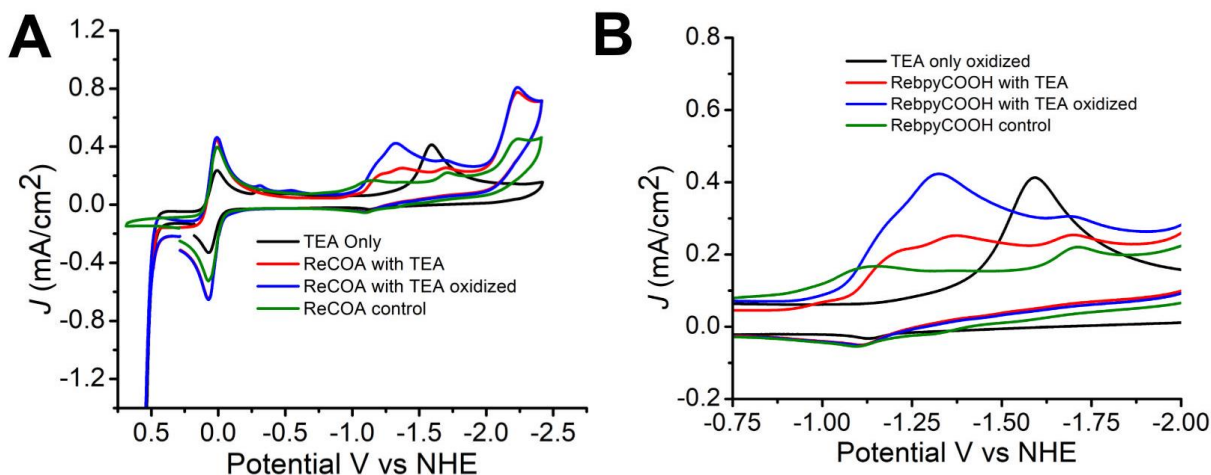 A
J (mA/cm2)
1.2
0.8
0.4
0.0
-0.4
-0.8
-1.2
TEA Only
ReCOA with TEA
ReCOA with TEA oxidized
ReCOA control
0.5 0.0 -0.5 -1.0 -1.5 -2.0 -2.5
Potential V vs NHE
B
J (mA/cm2)
0.8
0.6
0.4
0.2
0.0
-0.2
TEA only oxidized
RebpyCOOH with TEA
RebpyCOOH with TEA oxidized
RebpyCOOH control
-0.75 -1.00 -1.25 -1.50 -1.75 -2.00
Potential V vs NHE